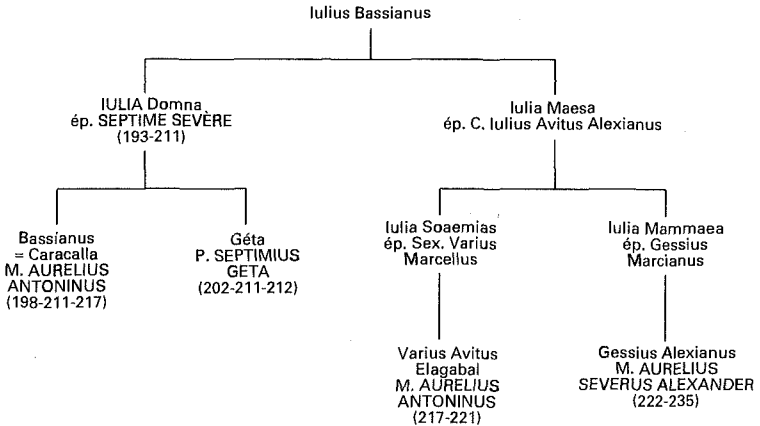 Iulius Bassianus
IULIA Domna
ép. SEPTIME SEVÈRE
(193-211)
Iulia Maesa
ép. C. Iulius Avitus Alexianus
Bassianus
= Caracalla
M. AURELIUS
ANTONINUS
(198-211-217)
Géta
P. SEPTIMIUS
GETA
(202-211-212)
Iulia Soaemias
ép. Sex. Varius
Marcellus
Iulia Mammaea
ép. Gessius
Marcianus
Varius Avitus
Elagabal
M. AURELIUS
ANTONINUS
(217-221)
Gessius Alexianus
M. AURELIUS
SEVERUS ALEXANDER
(222-235)